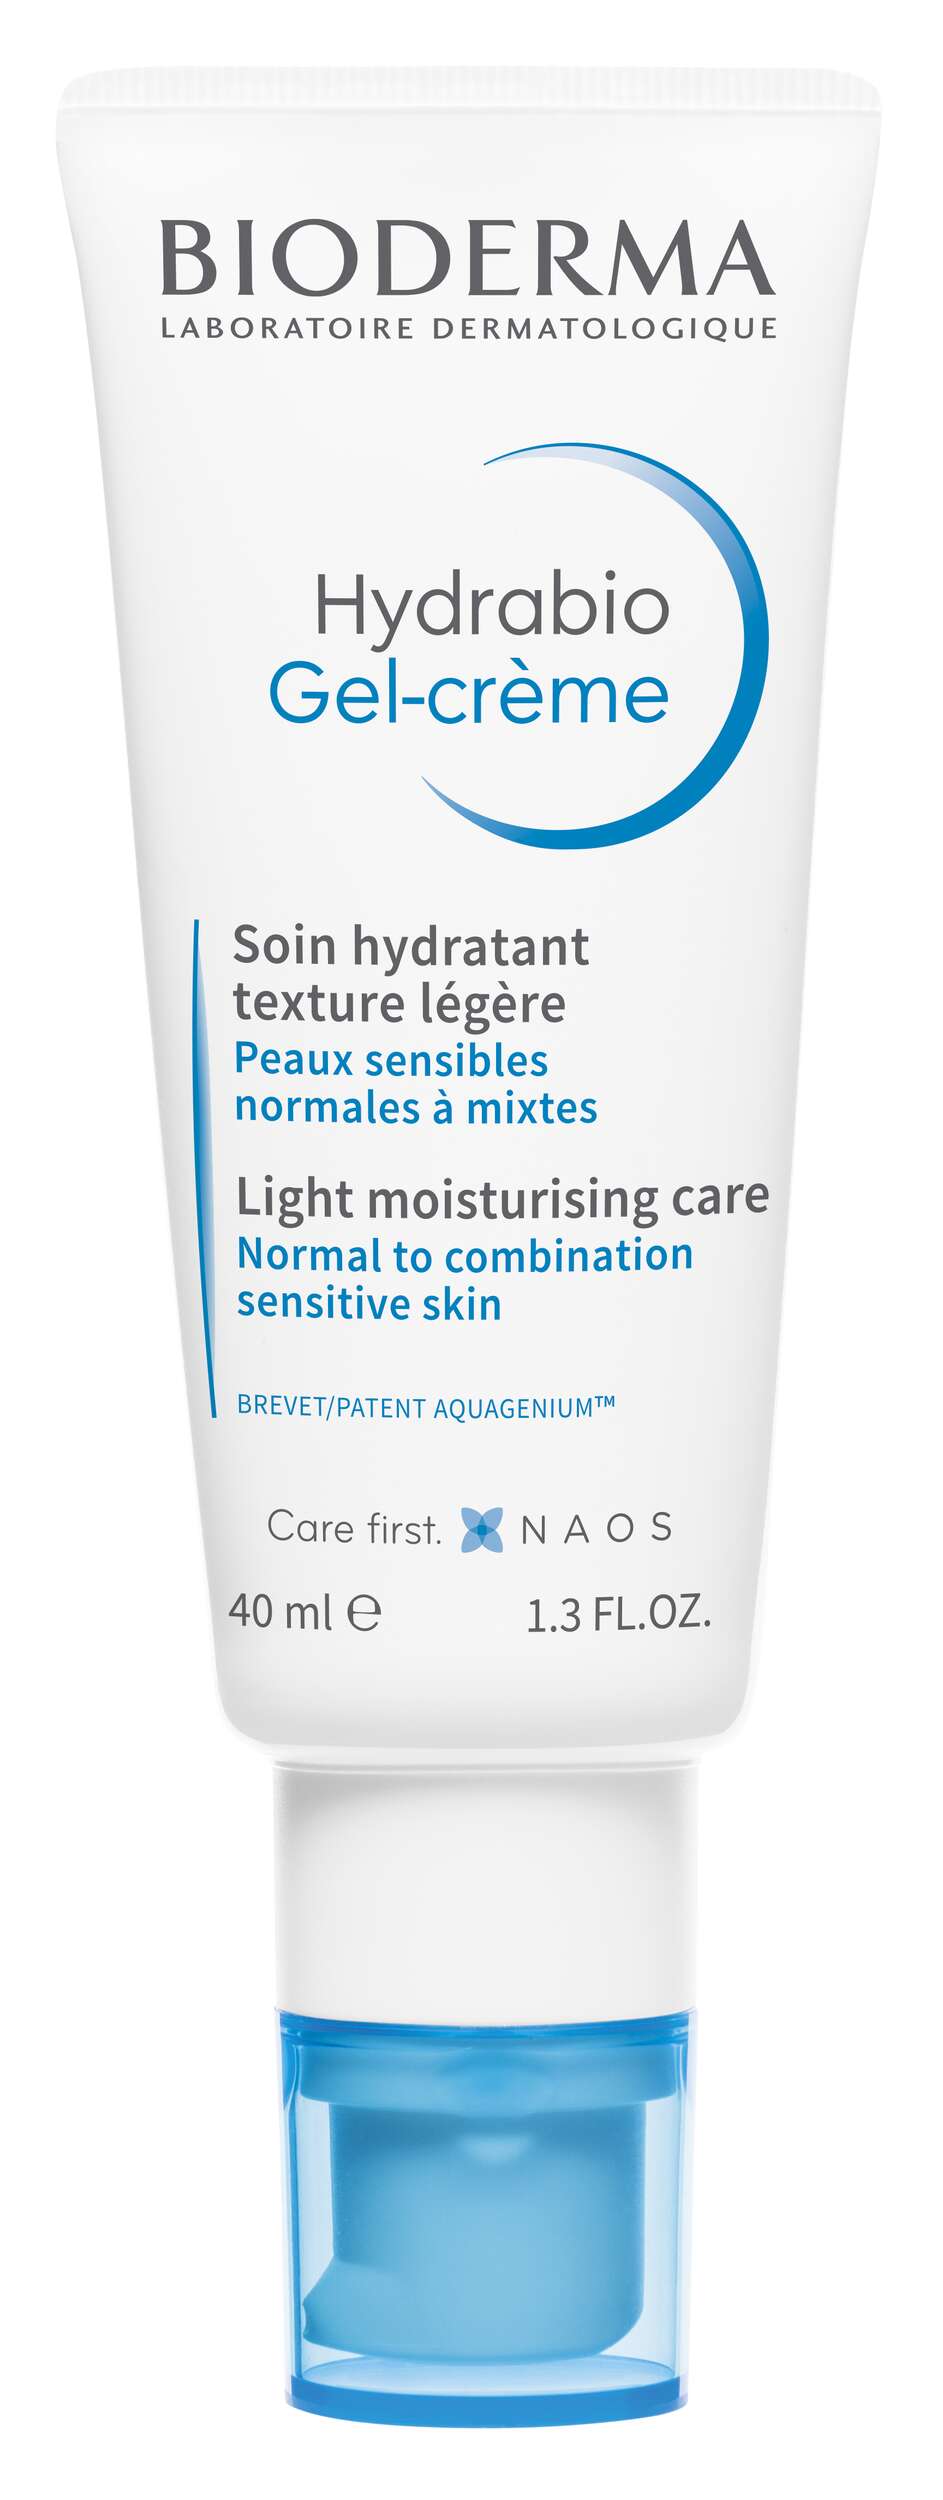 BIODERMA
LABORATOIRE DERMATOLOGIQUE
Hydrabio
Gel-crème
Soin hydratant
texture légère
Peaux sensibles
normales à mixtes
Light moisturising care
Normal to combination
sensitive skin
BREVET/PATENT AQUAGENIUM™
Care first. NAOS
40 ml ℮ 1.3 FL.OZ.